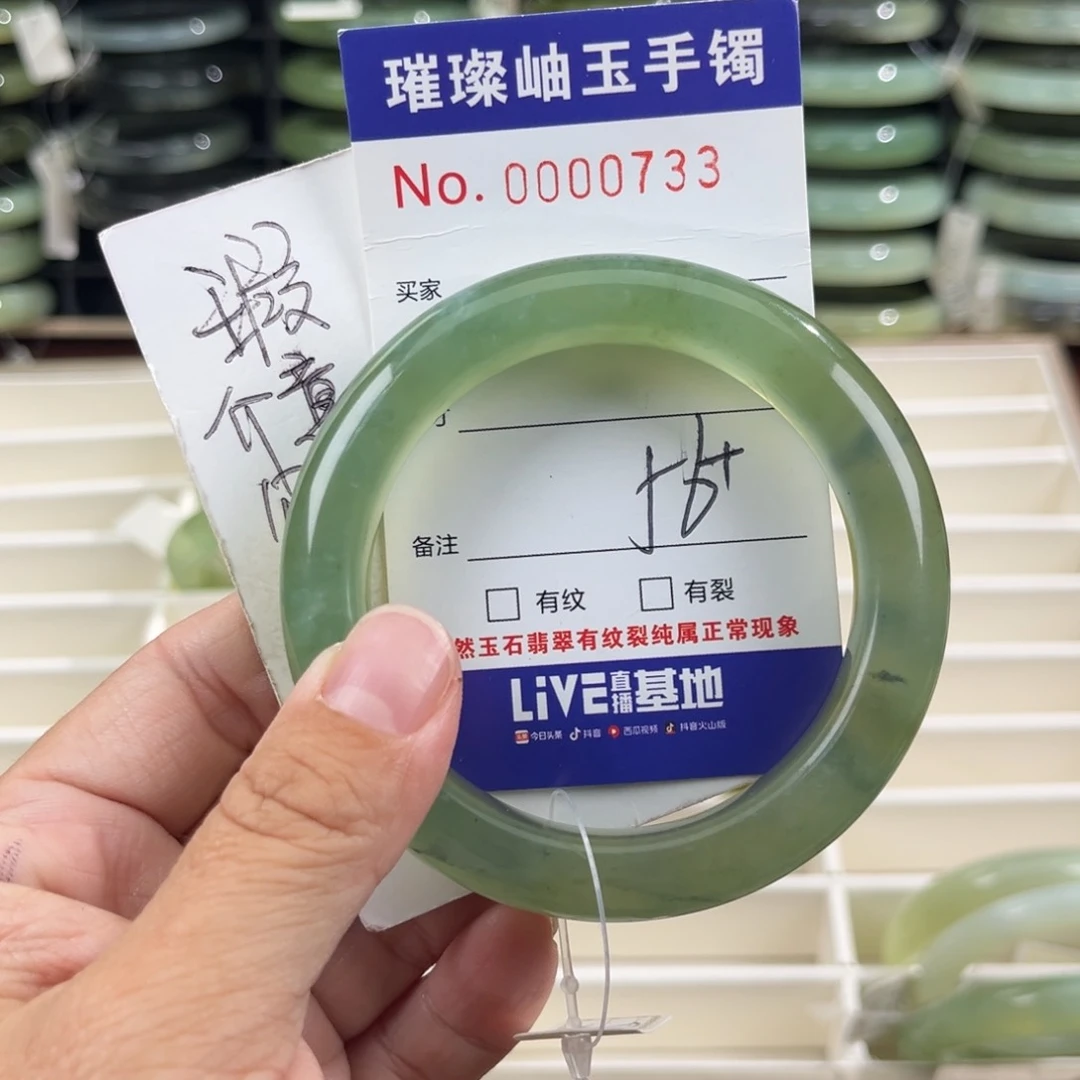 璀璨岫玉手镯
No. 0000733
买家
备注
有纹
有裂
然玉石翡翠有纹裂纯属正常现象
LiVE直播基地
今日头条 抖音 西瓜视频 抖音火山版
介意